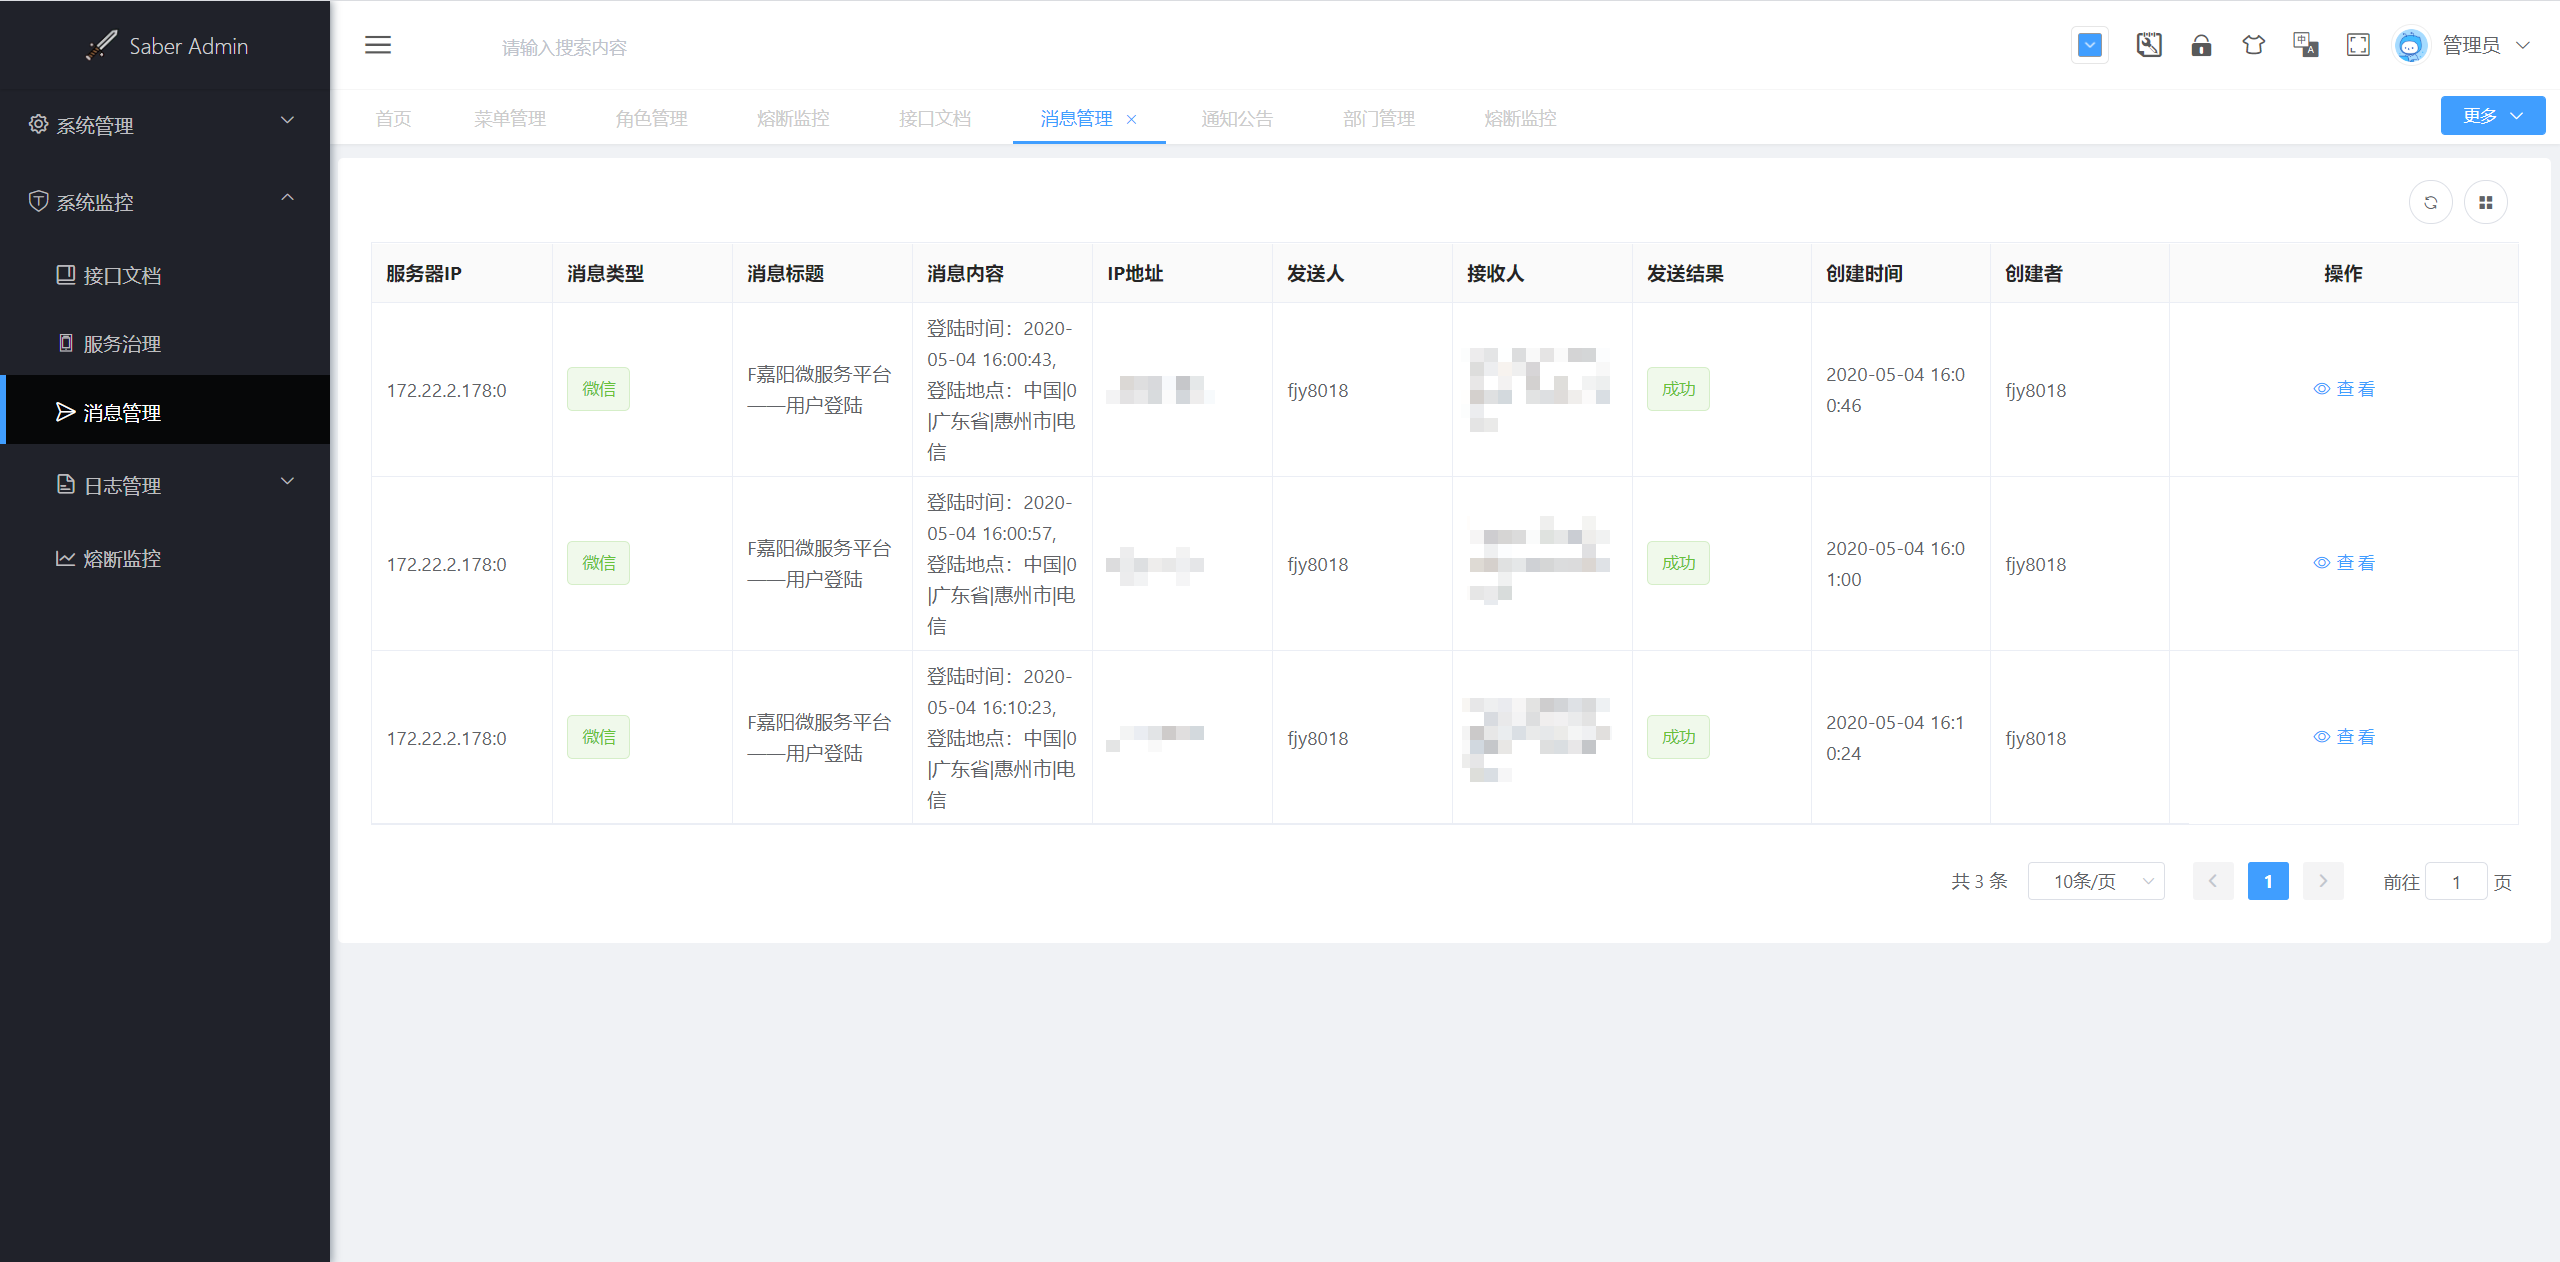 Saber Admin
请输入搜索内容
管理员
系统管理
系统监控
接口文档
服务治理
消息管理
日志管理
熔断监控
首页
菜单管理
角色管理
熔断监控
接口文档
消息管理
通知公告
部门管理
熔断监控
更多
服务器IP
消息类型
消息标题
消息内容
IP地址
发送人
接收人
发送结果
创建时间
创建者
操作
172.22.2.178:0
微信
F嘉阳微服务平台
——用户登陆
登陆时间：2020-
05-04 16:00:43,
登陆地点：中国|0
|广东省|惠州市|电
信
fjy8018
成功
2020-05-04 16:0
0:46
fjy8018
查 看
172.22.2.178:0
微信
F嘉阳微服务平台
——用户登陆
登陆时间：2020-
05-04 16:00:57,
登陆地点：中国|0
|广东省|惠州市|电
信
fjy8018
成功
2020-05-04 16:0
1:00
fjy8018
查 看
172.22.2.178:0
微信
F嘉阳微服务平台
——用户登陆
登陆时间：2020-
05-04 16:10:23,
登陆地点：中国|0
|广东省|惠州市|电
信
fjy8018
成功
2020-05-04 16:1
0:24
fjy8018
查 看
共 3 条
10条/页
1
前往 1 页